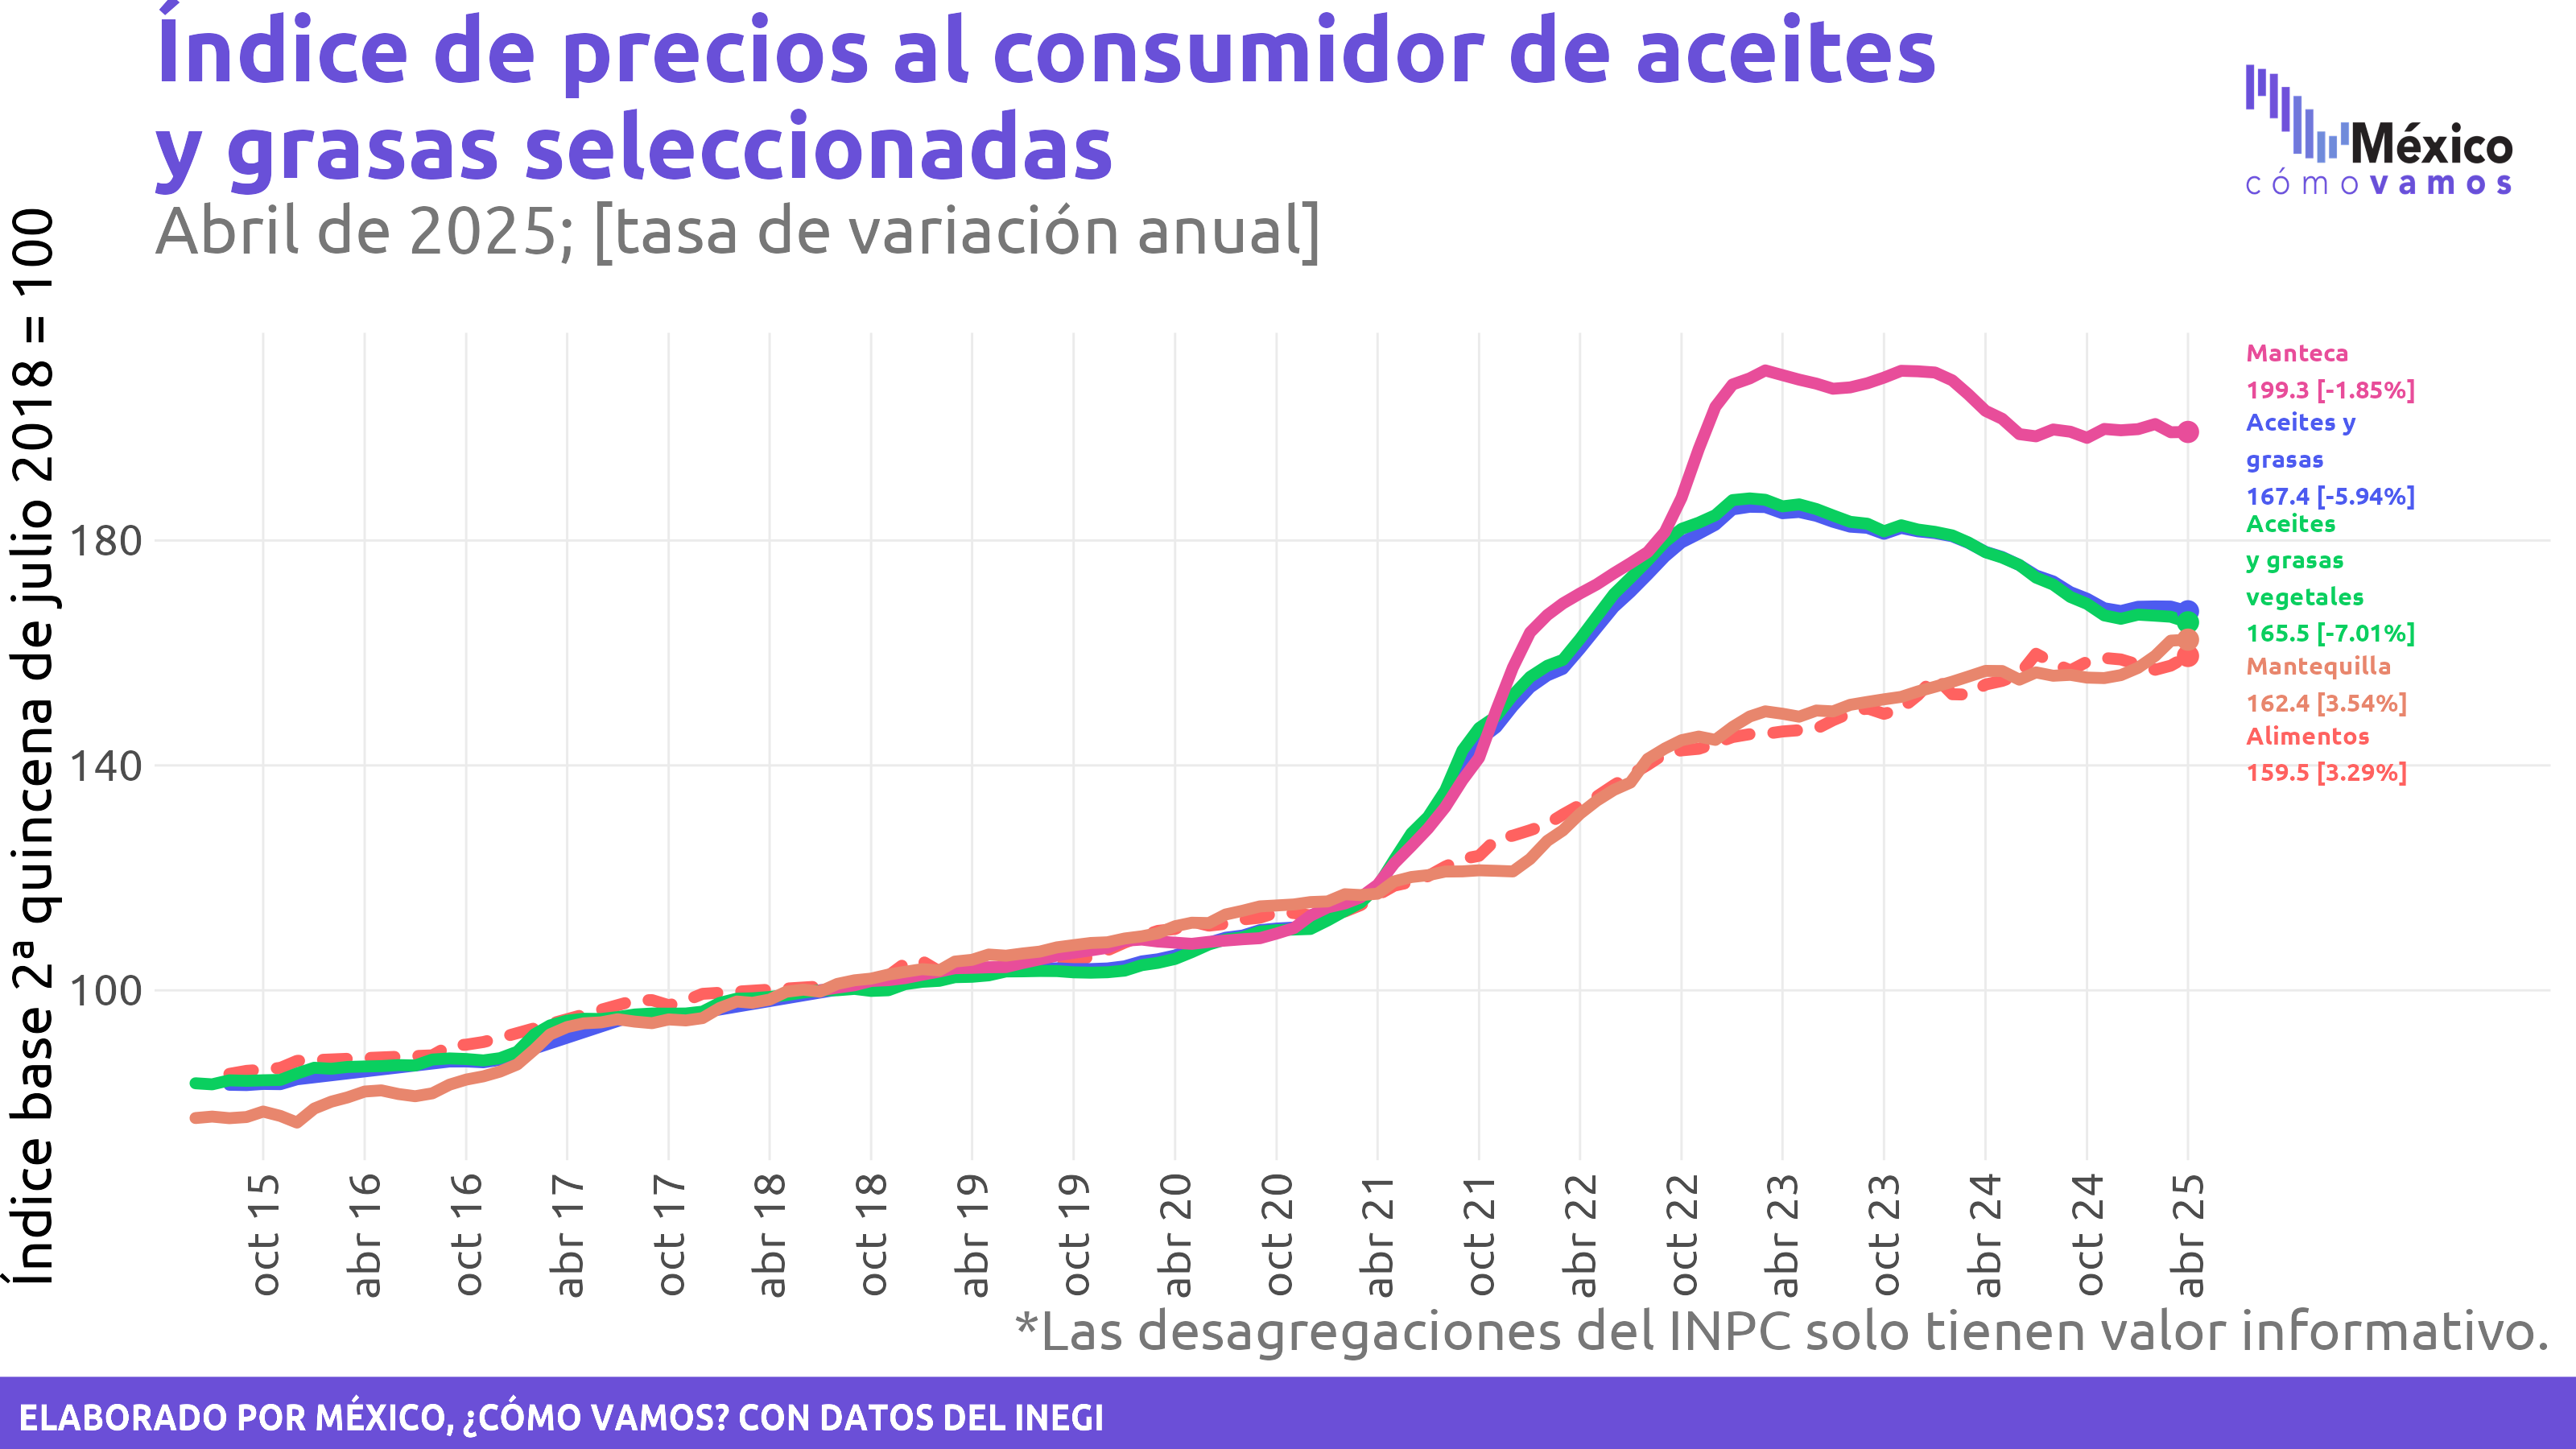 Índice de precios al consumidor de aceites
y grasas seleccionadas
Abril de 2025; [tasa de variación anual]
México
cómo vamos
Índice base 2ª quincena de julio 2018 = 100
180
140
100
Manteca
199.3 [-1.85%]
Aceites y
grasas
167.4 [-5.94%]
Aceites
y grasas
vegetales
165.5 [-7.01%]
Mantequilla
162.4 [3.54%]
Alimentos
159.5 [3.29%]
oct 15
abr 16
oct 16
abr 17
oct 17
abr 18
oct 18
abr 19
oct 19
abr 20
oct 20
abr 21
oct 21
abr 22
oct 22
abr 23
oct 23
abr 24
oct 24
abr 25
*Las desagregaciones del INPC solo tienen valor informativo.
ELABORADO POR MÉXICO, ¿CÓMO VAMOS? CON DATOS DEL INEGI